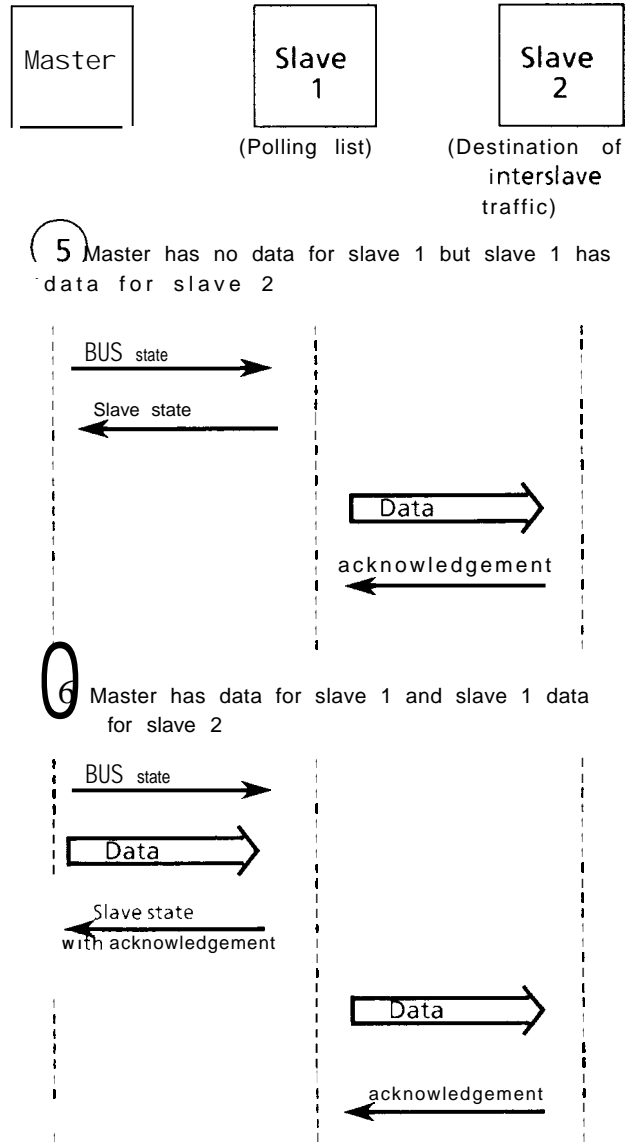 Master
Slave
1
Slave
2
(Polling list)
(Destination of
interslave
traffic)
5 Master has no data for slave 1 but slave 1 has
data for slave 2
BUS state
Slave state
Data
acknowledgement
6 Master has data for slave 1 and slave 1 data
for slave 2
BUS state
Data
Slave state
with acknowledgement
Data
acknowledgement